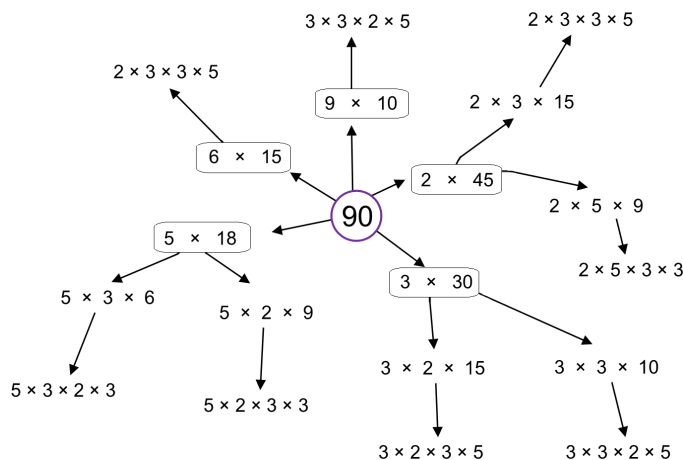 3 × 3 × 2 × 5
2 × 3 × 3 × 5
2 × 3 × 3 × 5
9 × 10
2 × 3 × 15
6 × 15
2 × 45
90
2 × 5 × 9
5 × 18
2 × 5 × 3 × 3
3 × 30
5 × 3 × 6
5 × 2 × 9
3 × 2 × 15
3 × 3 × 10
5 × 3 × 2 × 3
5 × 2 × 3 × 3
3 × 2 × 3 × 5
3 × 3 × 2 × 5